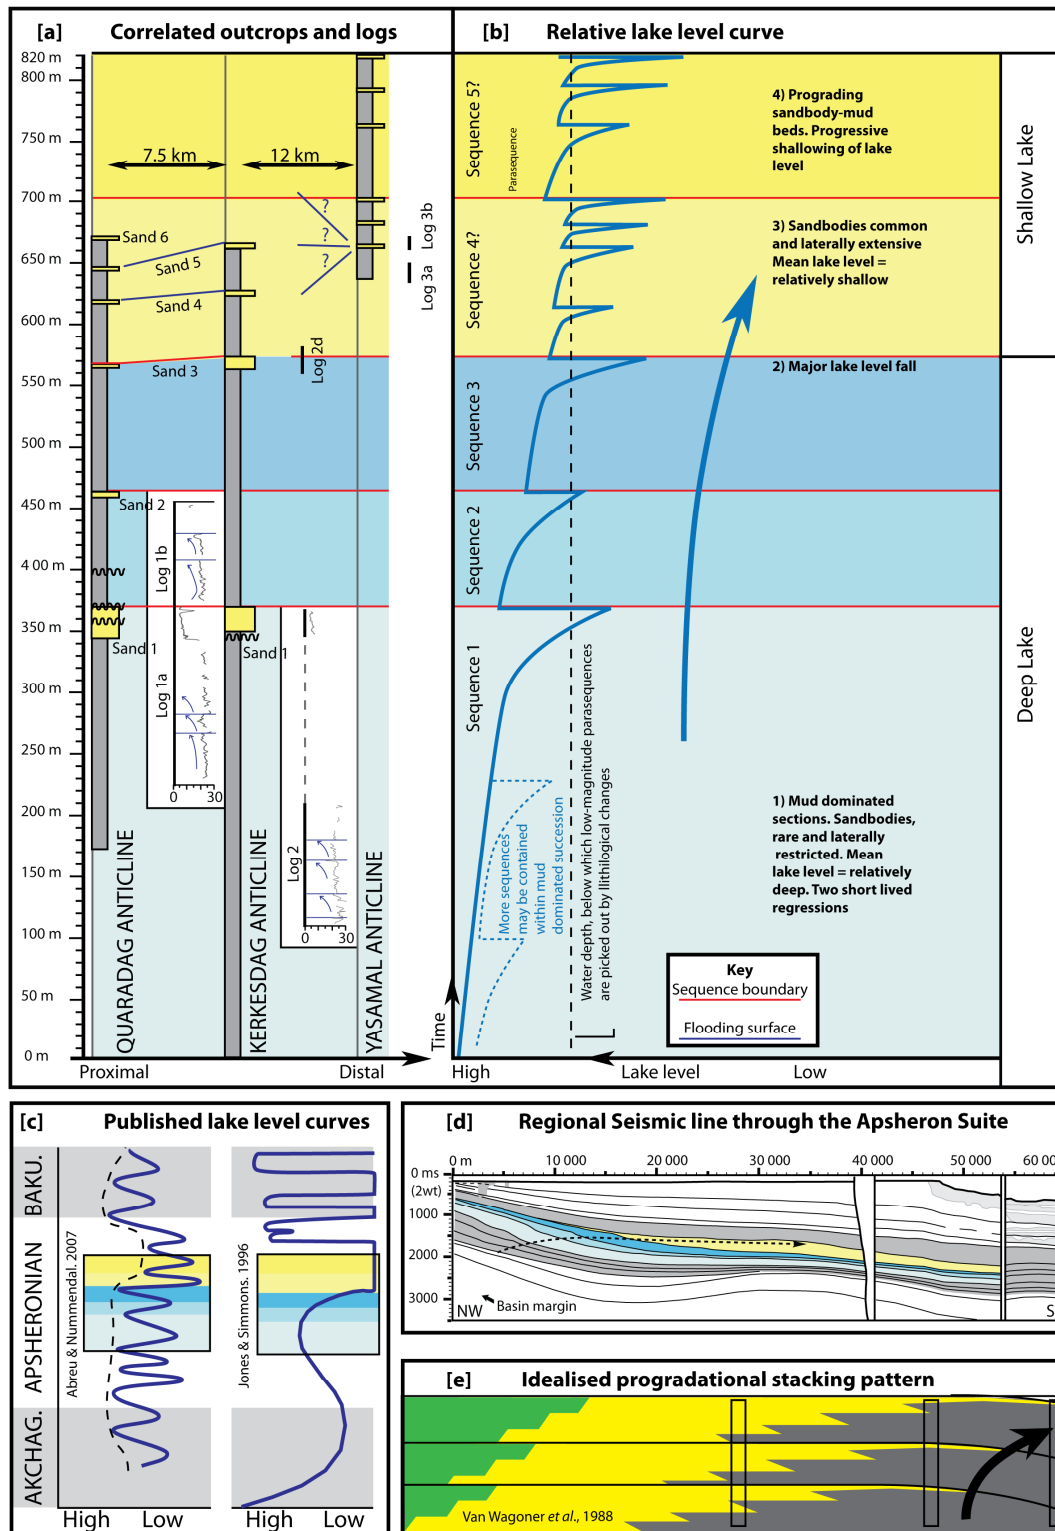 [a] Correlated outcrops and logs
820 m
800 m
750 m
700 m
650 m
600 m
550 m
500 m
450 m
400 m
350 m
300 m
250 m
200 m
150 m
100 m
50 m
0 m
7.5 km
12 km
Sand 6
Sand 5
Sand 4
Sand 3
Sand 2
Sand 1
Sand 1
?
?
?
Log 3b
Log 3a
Log 2d
Log 1b
Log 1a
0 30
Log 2
0 30
QUARADAG ANTICLINE
KERKESDAG ANTICLINE
YASAMAL ANTICLINE
Proximal
Distal
[b] Relative lake level curve
Sequence 5?
Parasequence
Sequence 4?
Sequence 3
Sequence 2
Sequence 1
4) Prograding
sandbody-mud
beds. Progressive
shallowing of lake
level
3) Sandbodies common
and laterally extensive
Mean lake level =
relatively shallow
2) Major lake level fall
1) Mud dominated
sections. Sandbodies,
rare and laterally
restricted. Mean
lake level = relatively
deep. Two short lived
regressions
More sequences
may be contained
within mud
dominated succession
Water depth, below which low-magnitude parasequences
are picked out by llithilogical changes
Key
Sequence boundary
Flooding surface
Time
High
Lake level
Low
Shallow Lake
Deep Lake
[c] Published lake level curves
BAKU.
APSHERONIAN
AKCHAG.
Abreu & Nummendal. 2007
Jones & Simmons. 1996
High Low
High Low
[d] Regional Seismic line through the Apsheron Suite
0 m 10 000 20 000 30 000 40 000 50 000 60 00
0 ms
(2wt)
1000
2000
3000
NW
Basin margin
S
[e] Idealised progradational stacking pattern
Van Wagoner et al., 1988